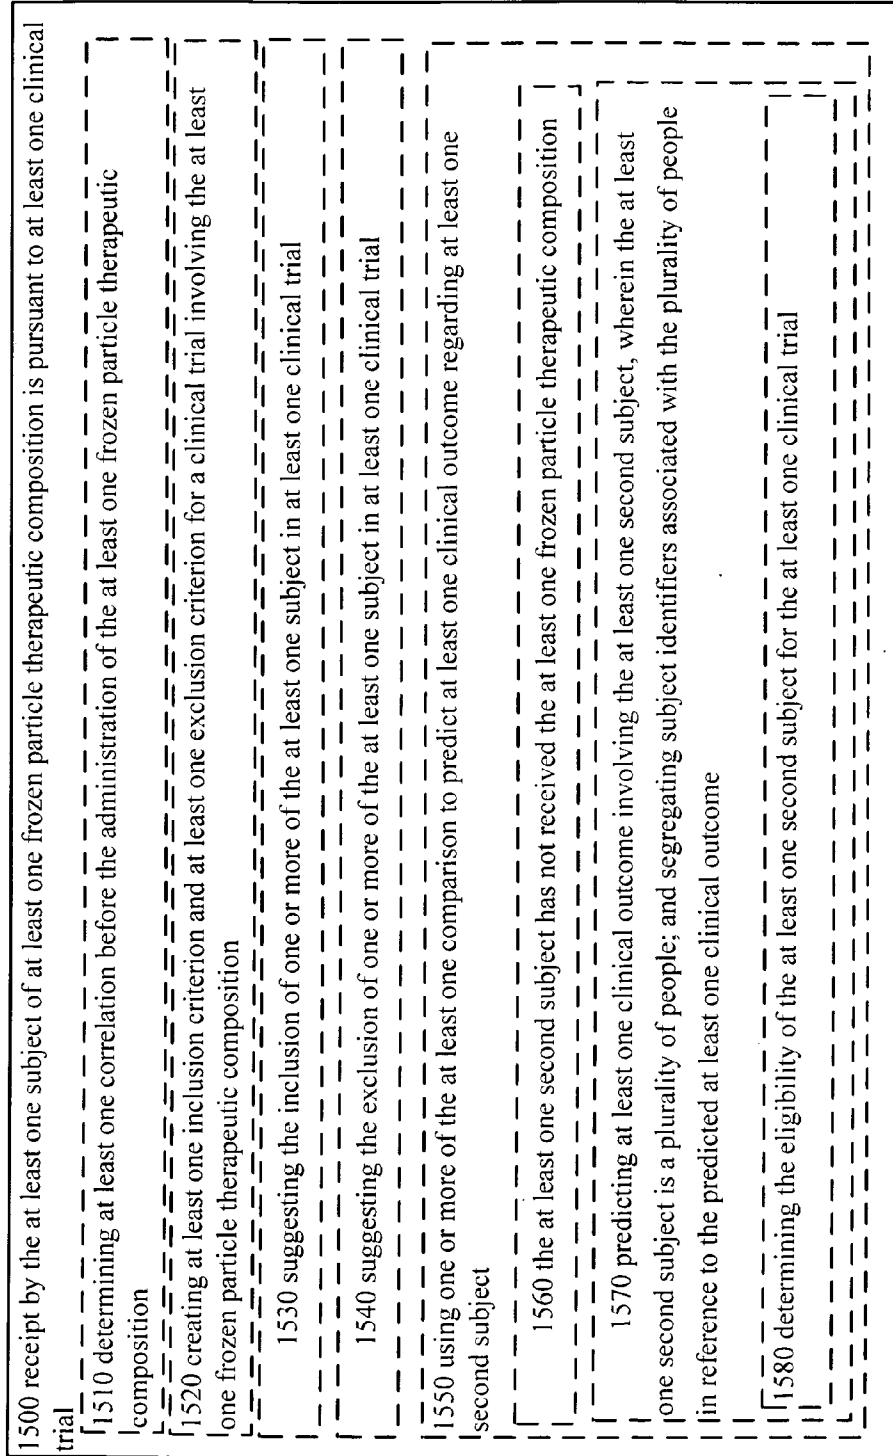 1500 receipt by the at least one subject of at least one frozen particle therapeutic composition is pursuant to at least one clinical
trial
1510 determining at least one correlation before the administration of the at least one frozen particle therapeutic
composition
1520 creating at least one inclusion criterion and at least one exclusion criterion for a clinical trial involving the at least
one frozen particle therapeutic composition
1530 suggesting the inclusion of one or more of the at least one subject in at least one clinical trial
1540 suggesting the exclusion of one or more of the at least one subject in at least one clinical trial
1550 using one or more of the at least one comparison to predict at least one clinical outcome regarding at least one
second subject
1560 the at least one second subject has not received the at least one frozen particle therapeutic composition
1570 predicting at least one clinical outcome involving the at least one second subject, wherein the at least
one second subject is a plurality of people; and segregating subject identifiers associated with the plurality of people
in reference to the predicted at least one clinical outcome
1580 determining the eligibility of the at least one second subject for the at least one clinical trial